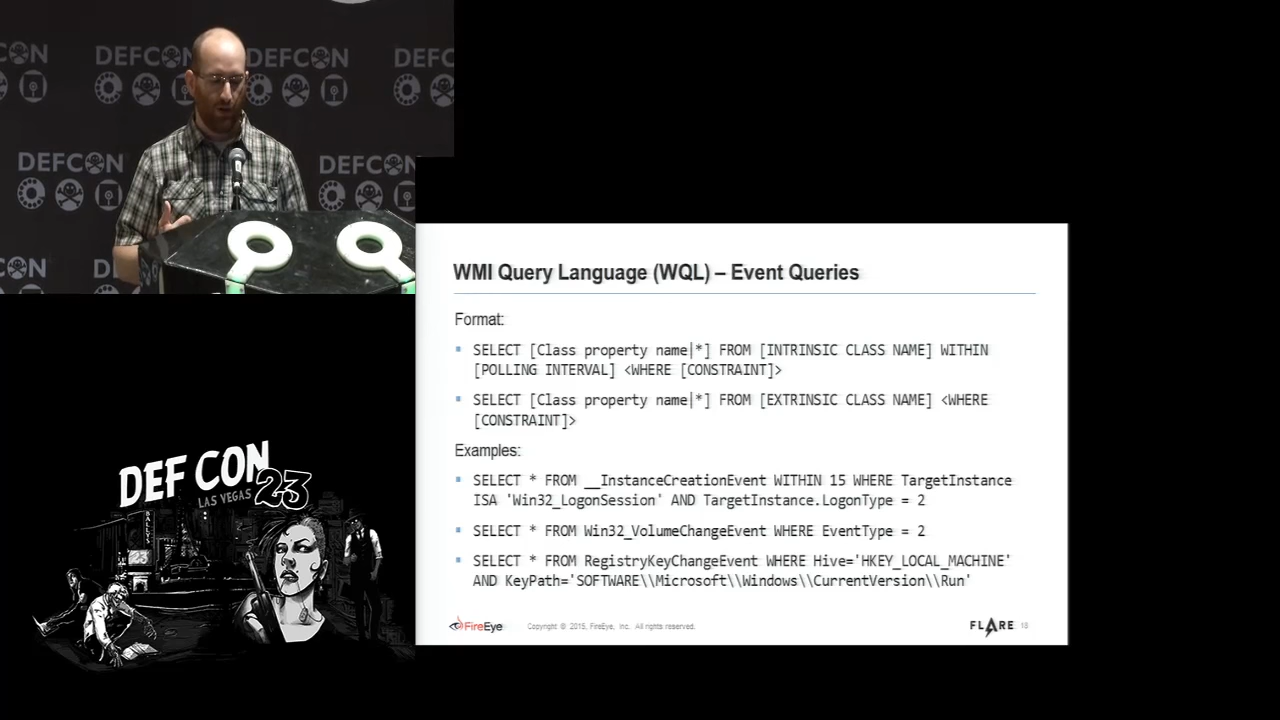 DEFCON
DEFCON
DEFC
DEFCON
DEFCON
DEF CON
LAS VEGAS
23
BALLYS
WMI Query Language (WQL) – Event Queries
Format:
SELECT [Class property name|*] FROM [INTRINSIC CLASS NAME] WITHIN
[POLLING INTERVAL] <WHERE [CONSTRAINT]>
SELECT [Class property name|*] FROM [EXTRINSIC CLASS NAME] <WHERE
[CONSTRAINT]>
Examples:
SELECT * FROM __InstanceCreationEvent WITHIN 15 WHERE TargetInstance
ISA 'Win32_LogonSession' AND TargetInstance.LogonType = 2
SELECT * FROM Win32_VolumeChangeEvent WHERE EventType = 2
SELECT * FROM RegistryKeyChangeEvent WHERE Hive='HKEY_LOCAL_MACHINE'
AND KeyPath='SOFTWARE\\Microsoft\\Windows\\CurrentVersion\\Run'
FireEye
Copyright © 2015, FireEye, Inc. All rights reserved.
FLARE
18